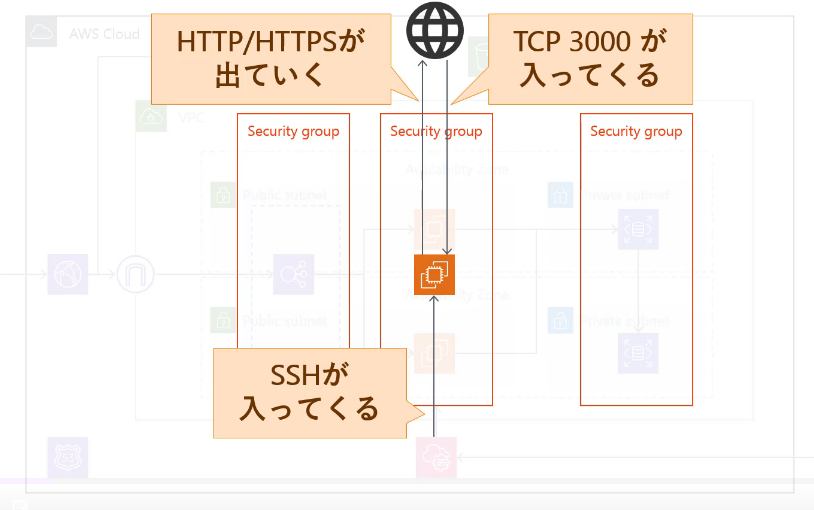 AWS Cloud
HTTP/HTTPSが
出ていく
TCP 3000 が
入ってくる
VPC
Security group
Security group
Security group
Availability Zone
Public subnet
Private subnet
Availability Zone
Public subnet
Private subnet
SSHが
入ってくる